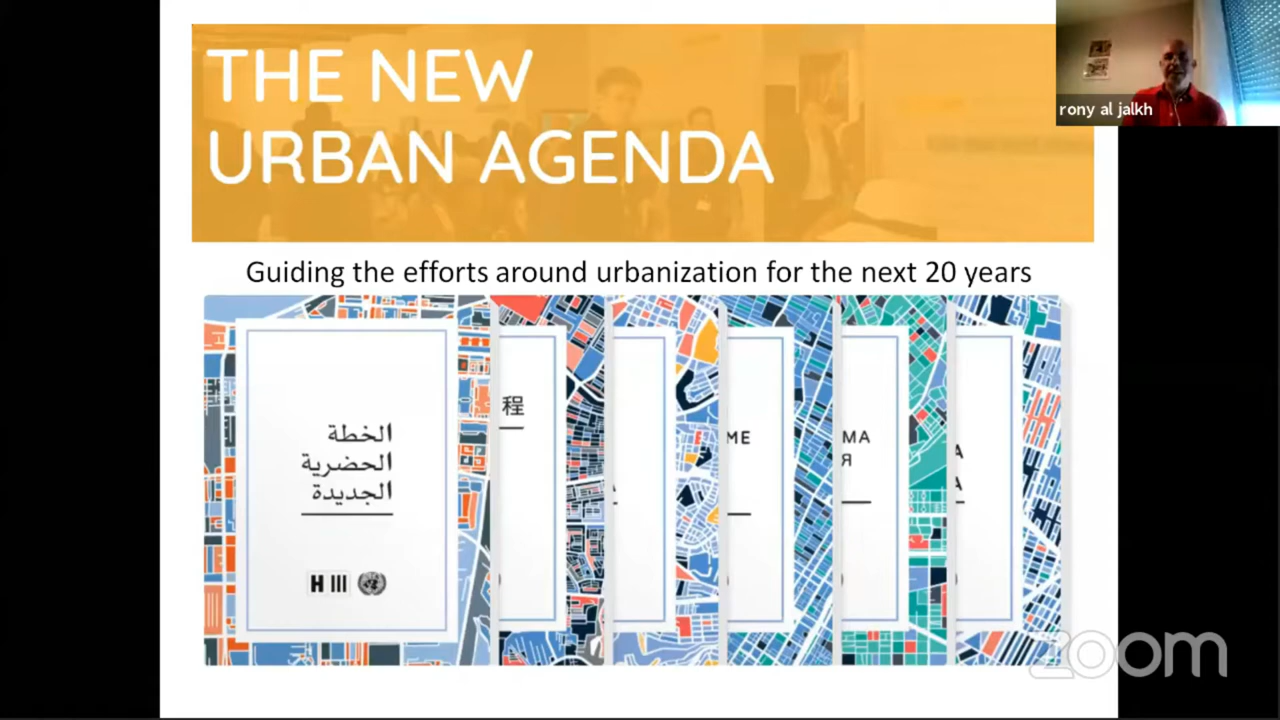 THE NEW
URBAN AGENDA
rony al jalkh
Guiding the efforts around urbanization for the next 20 years
الخطة
الحضرية
الجديدة
H III
程
ME
MA
Я
A
A
zoom